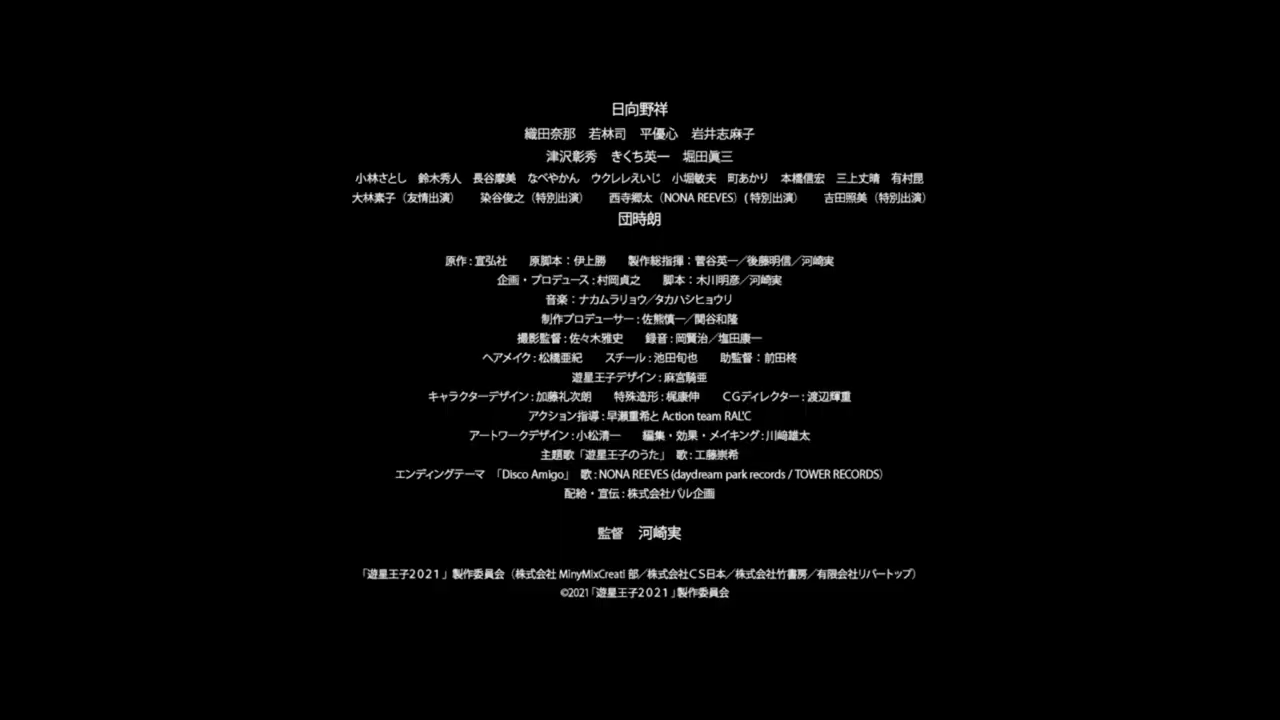 日向野祥
織田奈那　若林司　平優心　岩井志麻子
津沢彰秀　きくち英一　堀田眞三
小林さとし　鈴木秀人　長谷摩美　なべやかん　ウクレレえいじ　小堀敏夫　町あかり　本橋信宏　三上丈晴　有村昆
大林素子（友情出演）　染谷俊之（特別出演）　西寺郷太（NONA REEVES）(特別出演）　吉田照美（特別出演）
団時朗
原作：宣弘社　原脚本：伊上勝　製作総指揮：菅谷英一／後藤明信／河崎実
企画・プロデュース：村岡貞之　脚本：木川明彦／河崎実
音楽：ナカムラリョウ／タカハシヒョウリ
制作プロデューサー：佐熊慎一／関谷和隆
撮影監督：佐々木雅史　録音：岡賢治／塩田康一
ヘアメイク：松橋亜紀　スチール：池田旬也　助監督：前田柊
遊星王子デザイン：麻宮騎亜
キャラクターデザイン：加藤礼次朗　特殊造形：梶康伸　ＣＧディレクター：渡辺輝重
アクション指導：早瀬重希と Action team RAL'C
アートワークデザイン：小松清一　編集・効果・メイキング：川﨑雄太
主題歌「遊星王子のうた」　歌：工藤崇希
エンディングテーマ　「Disco Amigo」　歌：NONA REEVES (daydream park records / TOWER RECORDS)
配給・宣伝：株式会社パル企画
監督　河崎実
「遊星王子２０２１」製作委員会（株式会社 MinyMixCreati 部／株式会社ＣＳ日本／株式会社竹書房／有限会社リバートップ）
©2021「遊星王子２０２１」製作委員会